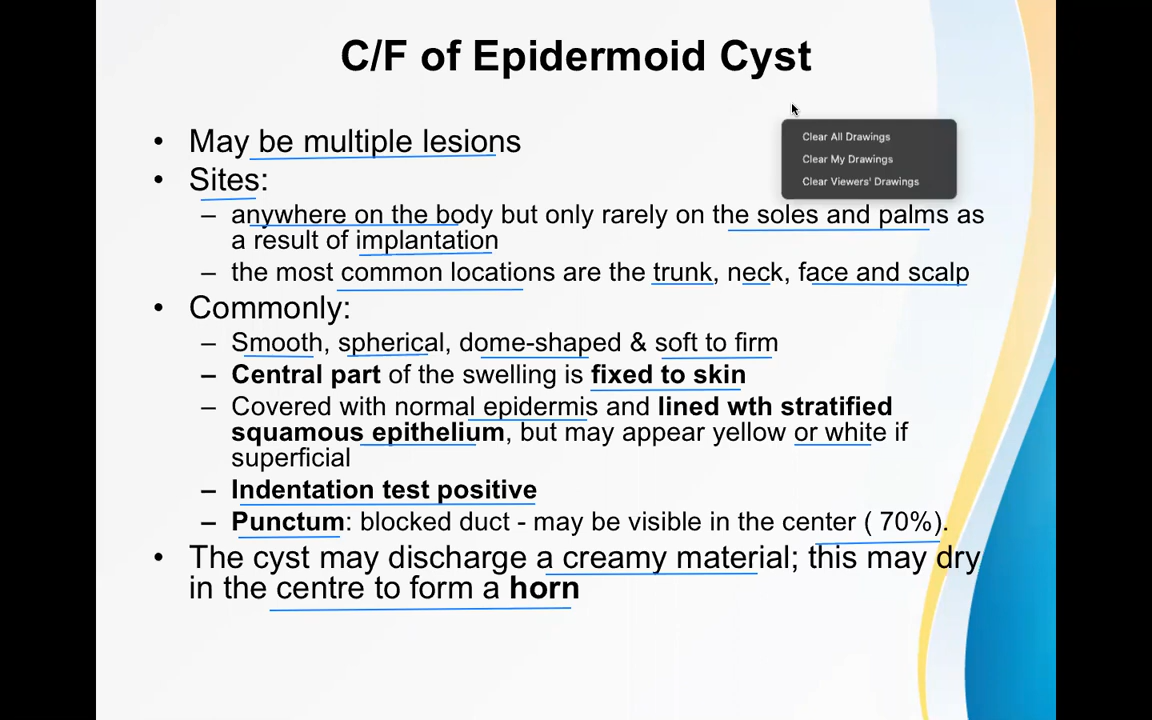 C/F of Epidermoid Cyst
Clear All Drawings
Clear My Drawings
Clear Viewers' Drawings
• May be multiple lesions
• Sites:
– anywhere on the body but only rarely on the soles and palms as
a result of implantation
– the most common locations are the trunk, neck, face and scalp
• Commonly:
– Smooth, spherical, dome-shaped & soft to firm
– Central part of the swelling is fixed to skin
– Covered with normal epidermis and lined wth stratified
squamous epithelium, but may appear yellow or white if
superficial
– Indentation test positive
– Punctum: blocked duct - may be visible in the center ( 70%).
• The cyst may discharge a creamy material; this may dry
in the centre to form a horn